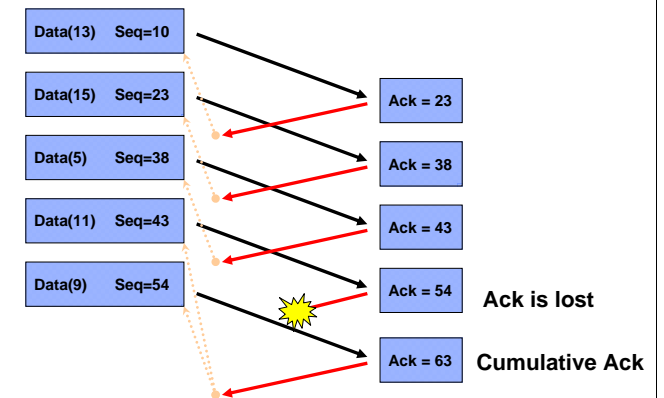 Data(13) Seq=10
Data(15) Seq=23
Ack = 23
Data(5) Seq=38
Ack = 38
Data(11) Seq=43
Ack = 43
Data(9) Seq=54
Ack = 54
Ack is lost
Ack = 63
Cumulative Ack